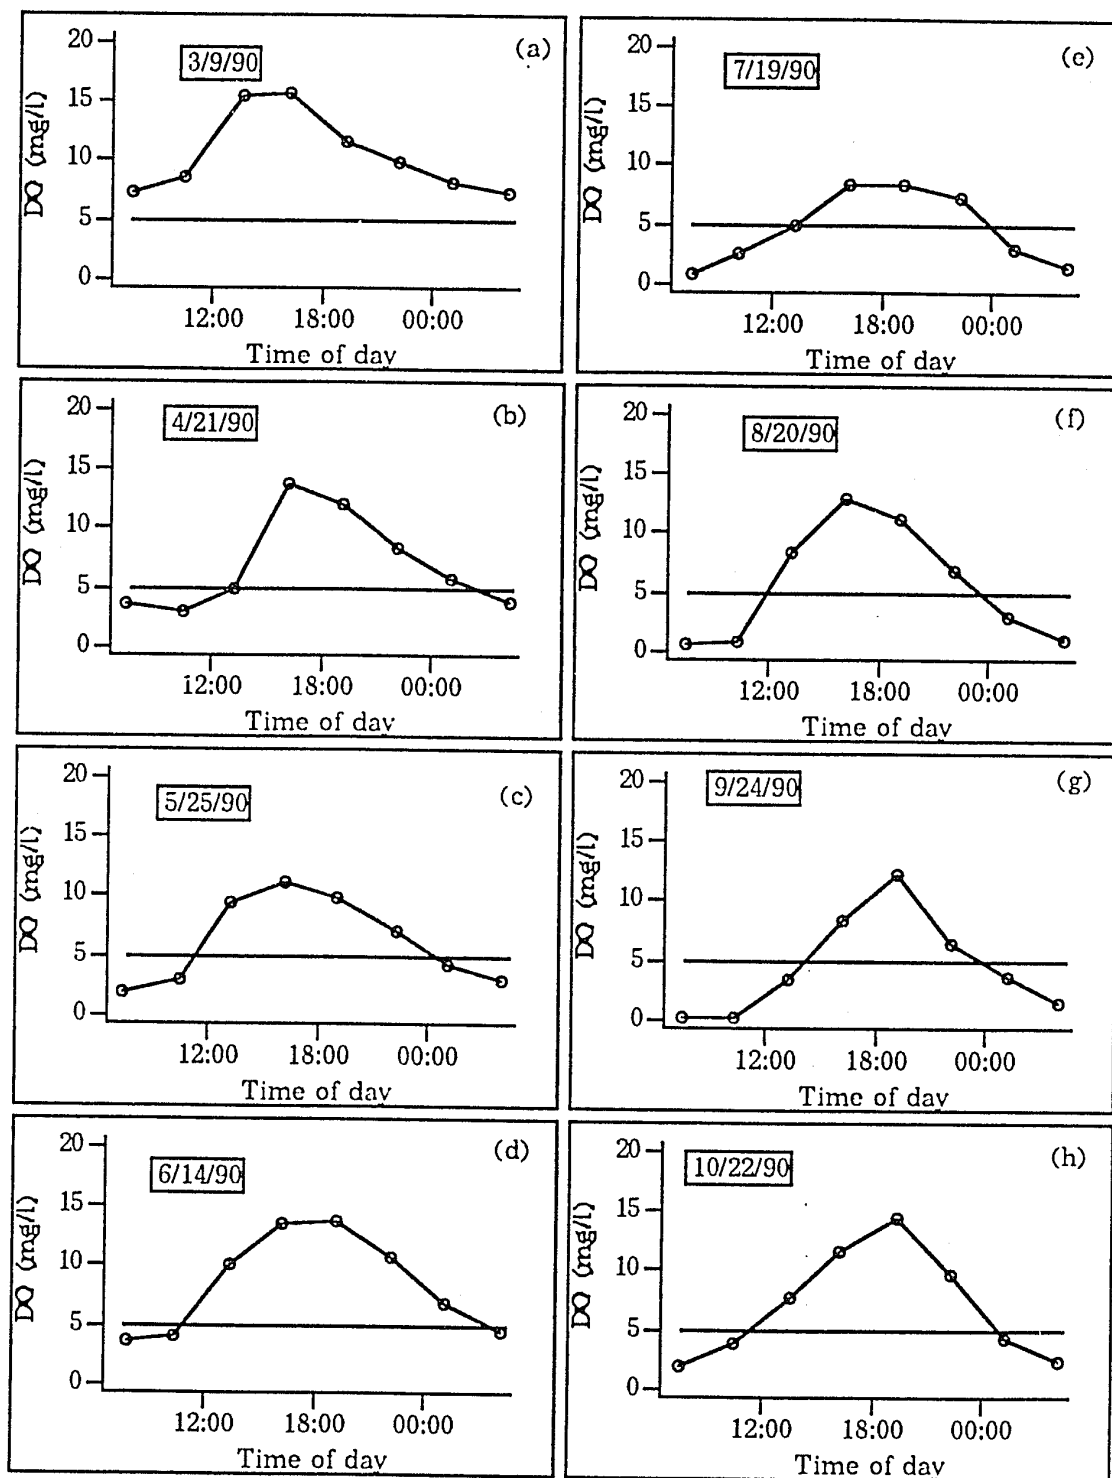 (a)
3/9/90
20
15
10
5
0
DO (mg/l)
12:00 18:00 00:00
Time of day
(e)
7/19/90
20
15
10
5
0
DO (mg/l)
12:00 18:00 00:00
Time of day
(b)
4/21/90
20
15
10
5
0
DO (mg/l)
12:00 18:00 00:00
Time of day
(f)
8/20/90
20
15
10
5
0
DO (mg/l)
12:00 18:00 00:00
Time of day
(c)
5/25/90
20
15
10
5
0
DO (mg/l)
12:00 18:00 00:00
Time of day
(g)
9/24/90
20
15
10
5
0
DO (mg/l)
12:00 18:00 00:00
Time of day
(d)
6/14/90
20
15
10
5
0
DO (mg/l)
12:00 18:00 00:00
Time of day
(h)
10/22/90
20
15
10
5
0
DO (mg/l)
12:00 18:00 00:00
Time of day